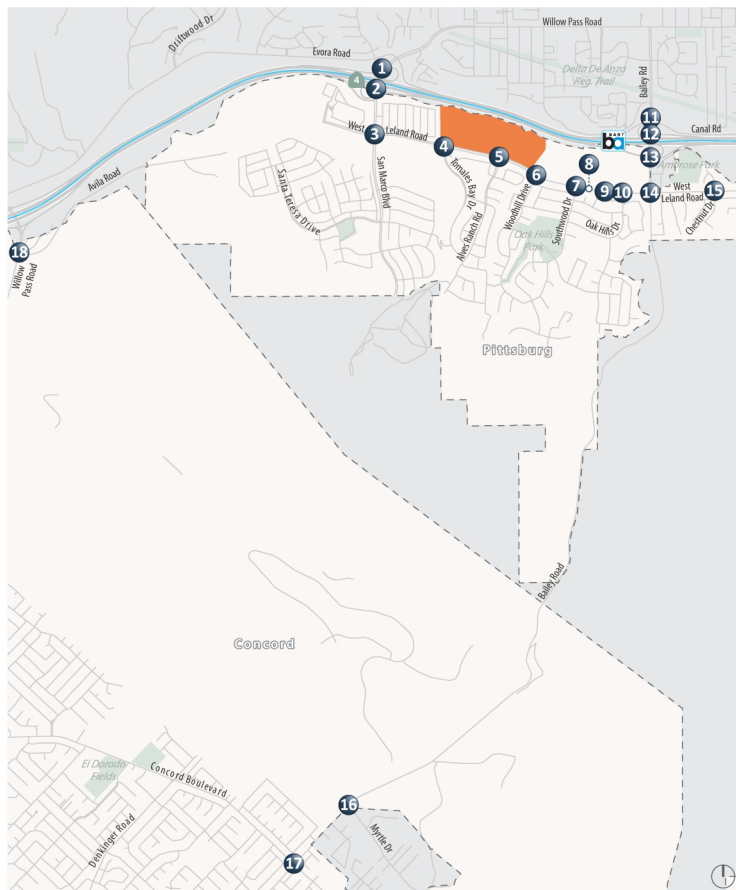 Willow Pass Road
Driftwood Dr
Evora Road
1
4
2
Delta De Anza
Reg. Trail
Bailey Rd
11
12
Canal Rd
BART
ba
3
West
Leland Road
4
5
6
8
7
9
10
13
14
15
Ambrose Park
West
Leland Road
Chestnut Dr
Avila Road
San Marco Blvd
Santa Teresa Drive
Tomales Bay Dr
Alves Ranch Rd
Woodhill Drive
Southwood Dr
Oak Hills Dr
Oak Hills
Park
18
Willow
Pass Road
Pittsburg
Bailey Road
Concord
El Dorado
Fields
Concord Boulevard
Denkinger Road
16
Myrtle Dr
17